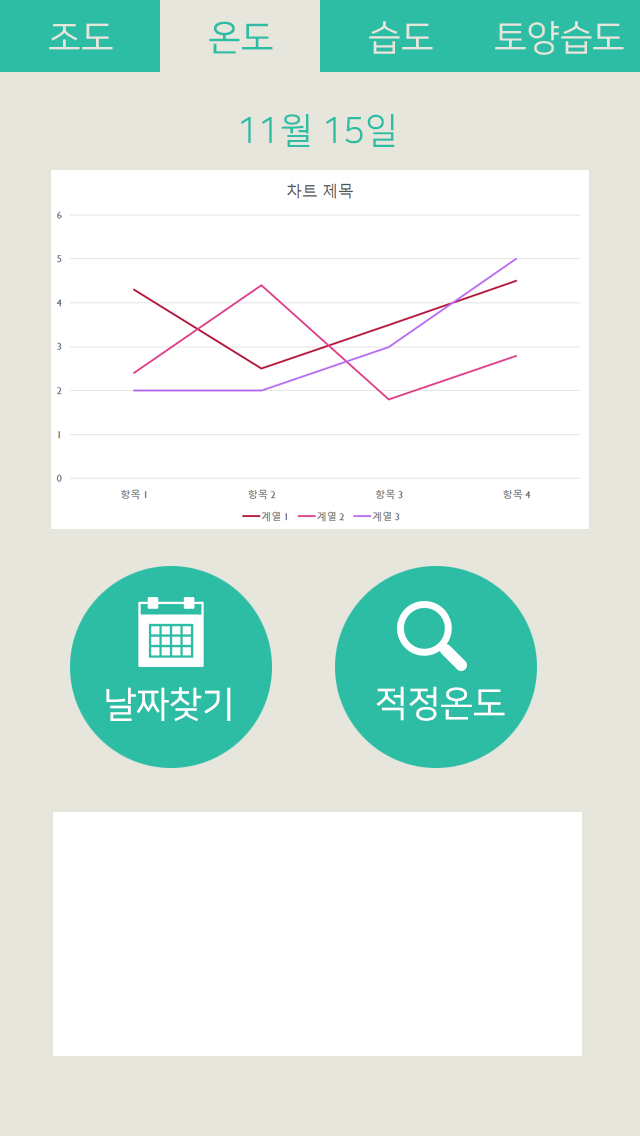 조도 온도 습도 토양습도
11월 15일
차트 제목
6
5
4
3
2
1
0
항목 1 항목 2 항목 3 항목 4
계열 1 계열 2 계열 3
날짜찾기 적정온도